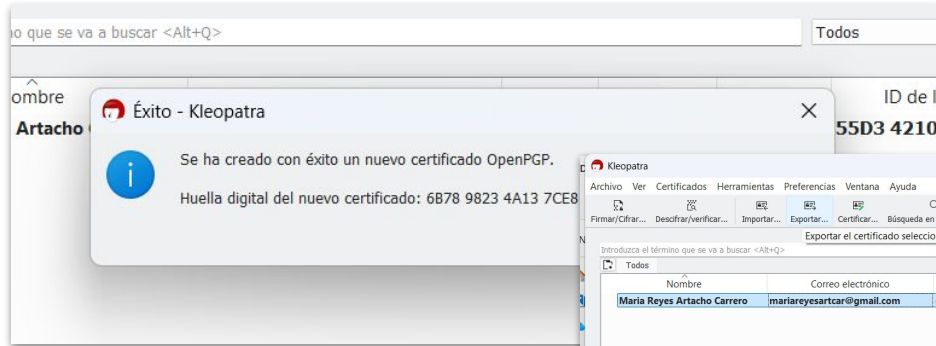 no que se va a buscar <Alt+Q>
Todos
ombre
ID de l
Artacho
55D3 4210
Éxito - Kleopatra
Se ha creado con éxito un nuevo certificado OpenPGP.
Huella digital del nuevo certificado: 6B78 9823 4A13 7CE8
Kleopatra
Archivo Ver Certificados Herramientas Preferencias Ventana Ayuda
Firmar/Cifrar... Descifrar/verificar... Importar... Exportar... Certificar... Búsqueda en
Exportar el certificado seleccio
Introduzca el término que se va a buscar <Alt+Q>
Todos
Nombre Correo electrónico
Maria Reyes Artacho Carrero mariareyesartcar@gmail.com